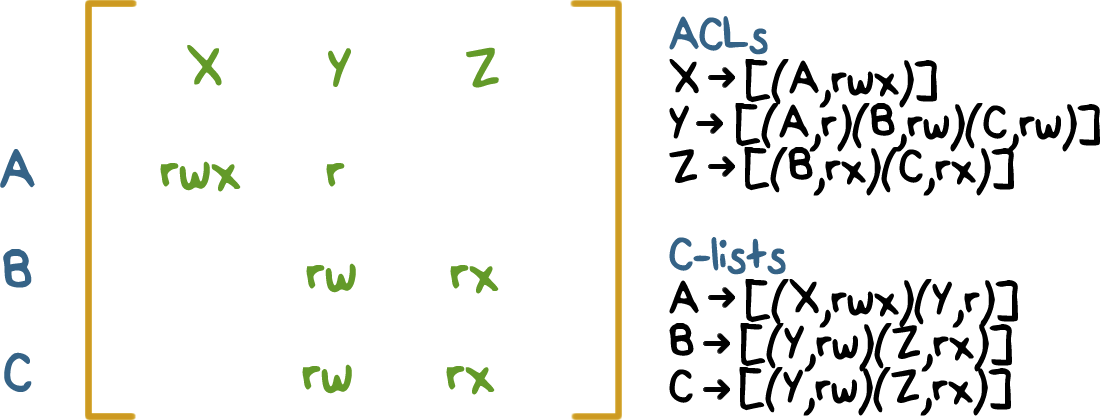 X Y Z
A rwx r
B rw rx
C rw rx
ACLs
X → [(A,rwx)]
Y → [(A,r)(B,rw)(C,rw)]
Z → [(B,rx)(C,rx)]
C-lists
A → [(X,rwx)(Y,r)]
B → [(Y,rw)(Z,rx)]
C → [(Y,rw)(Z,rx)]